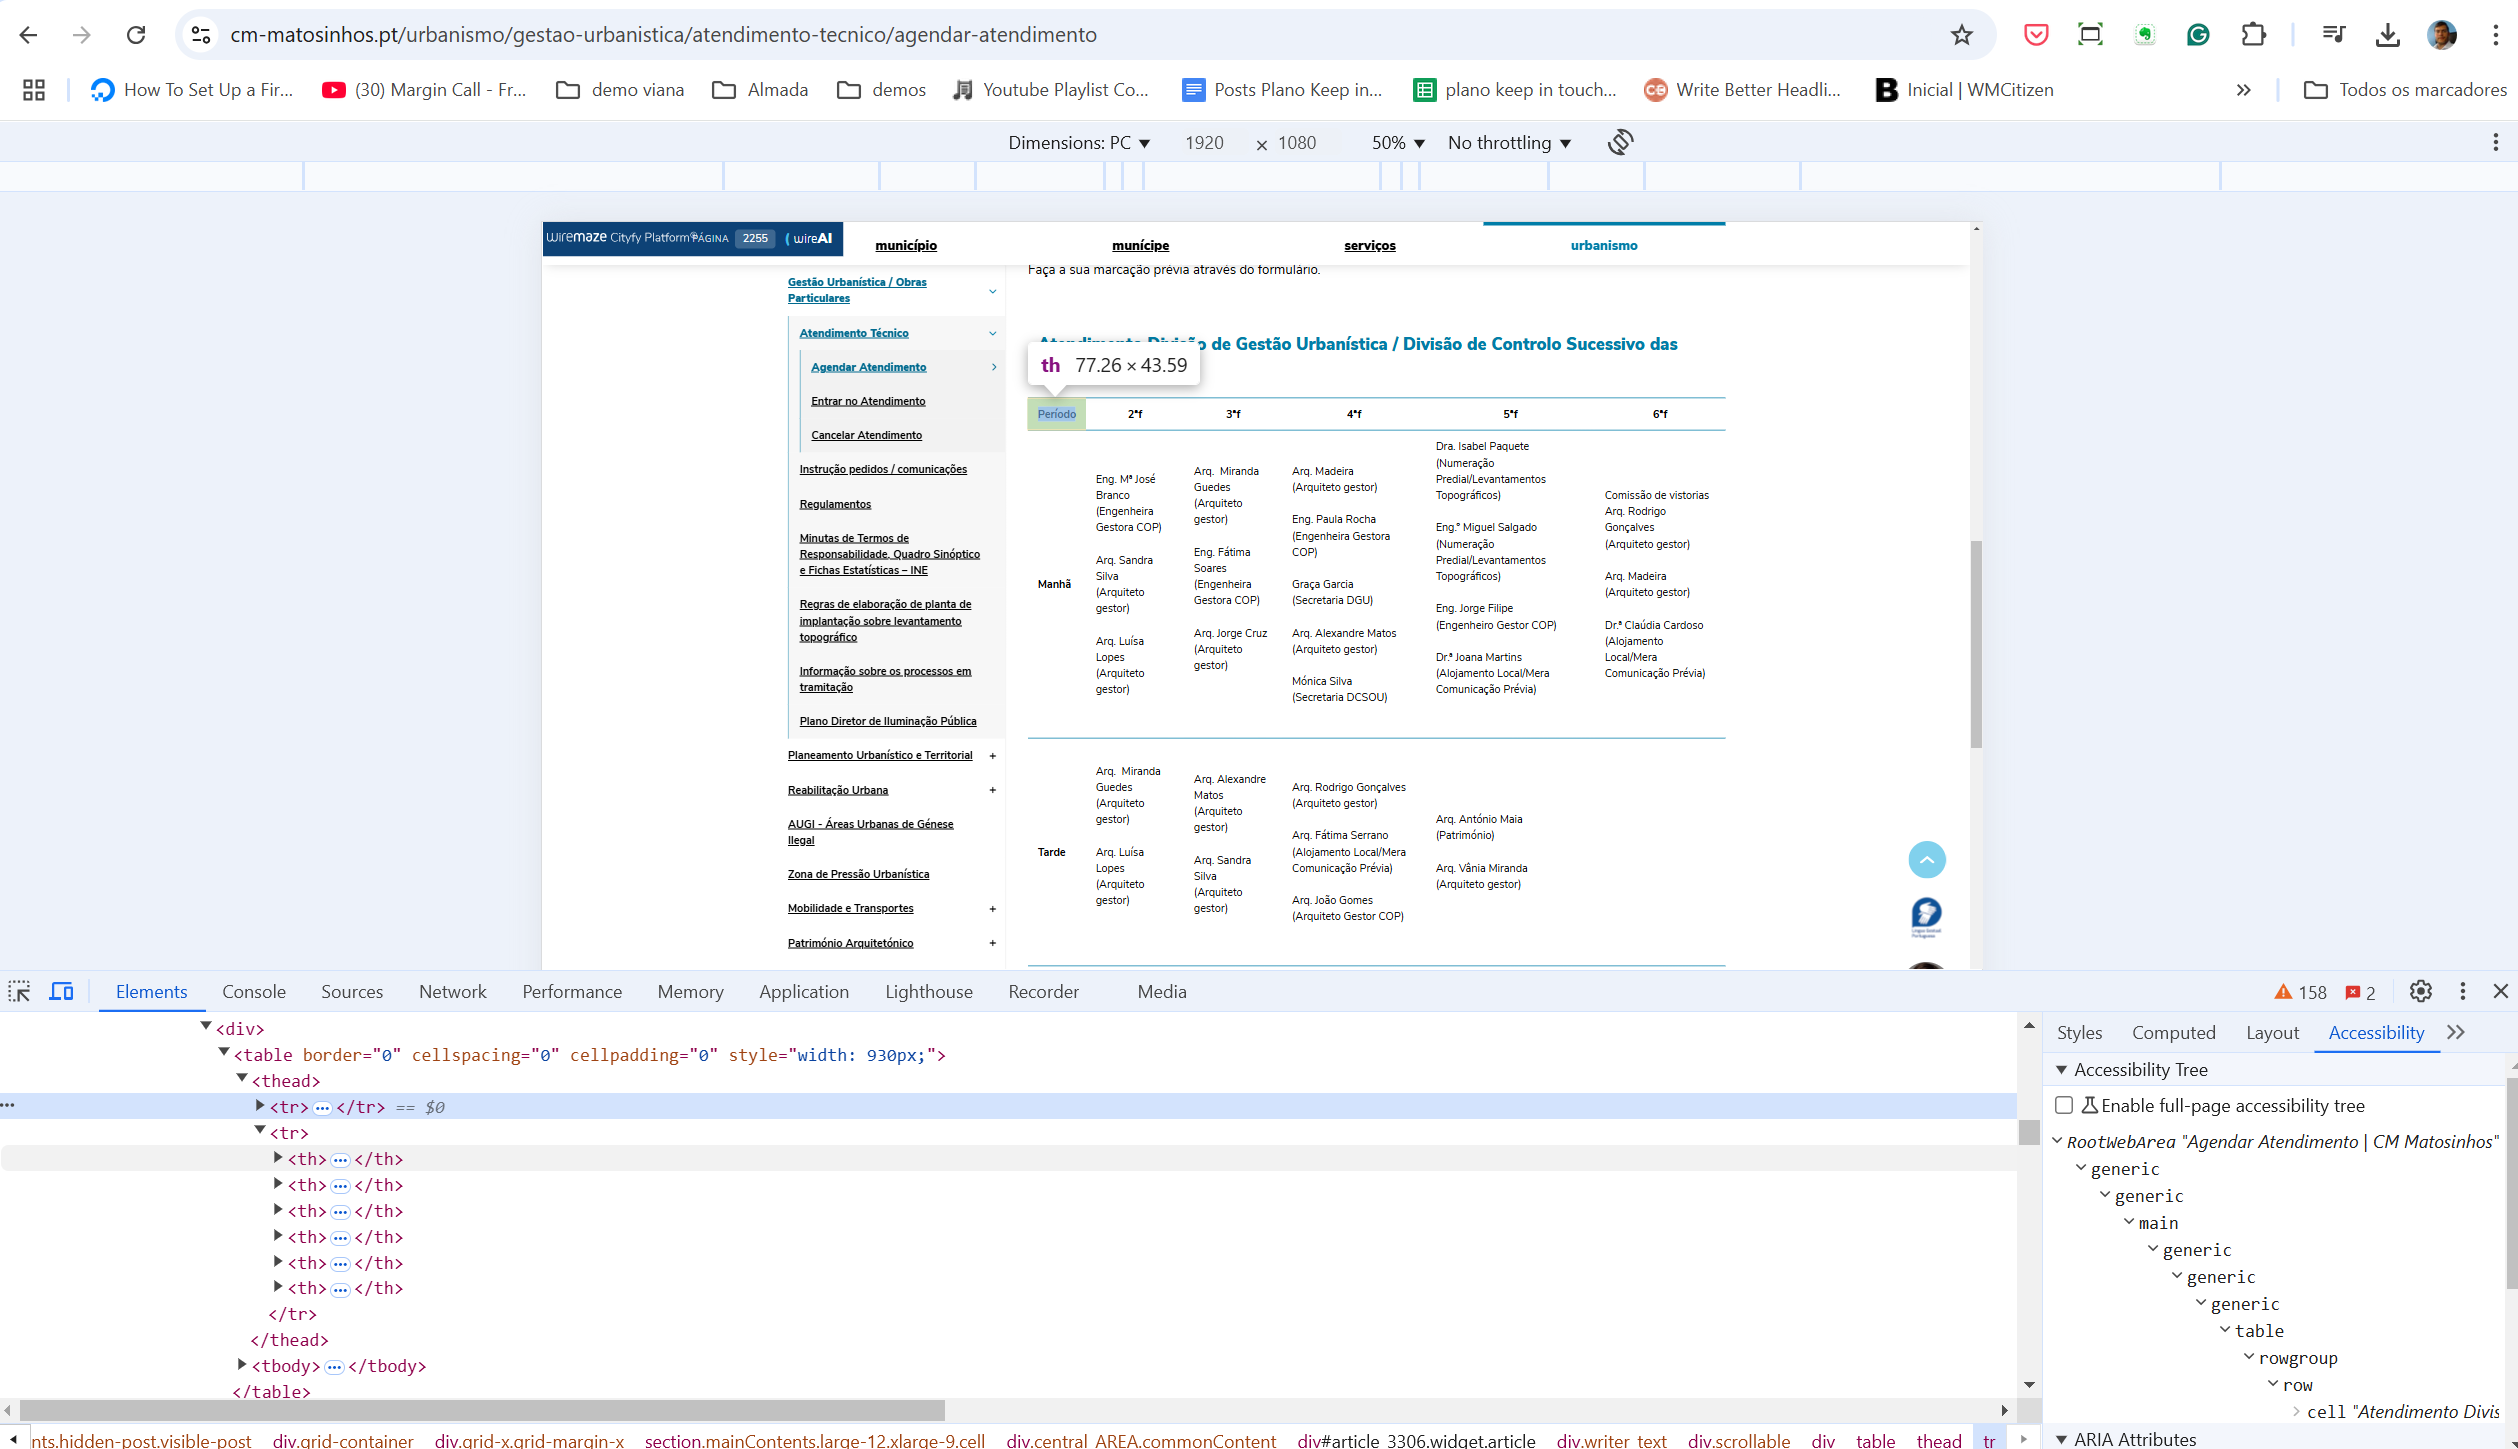 cm-matosinhos.pt/urbanismo/gestao-urbanistica/atendimento-tecnico/agendar-atendimento
How To Set Up a Fir...
(30) Margin Call - Fr...
demo viana
Almada
demos
Youtube Playlist Co...
Posts Plano Keep in...
plano keep in touch...
Write Better Headli...
Inicial | WMCitizen
Todos os marcadores
Dimensions: PC 1920 × 1080 50% No throttling
wiremaze Cityfy Platform® PÁGINA 2255 wireAI
município
munícipe
serviços
urbanismo
Gestão Urbanística / Obras
Particulares
Atendimento Técnico
Agendar Atendimento
Entrar no Atendimento
Cancelar Atendimento
Instrução pedidos / comunicações
Regulamentos
Minutas de Termos de
Responsabilidade, Quadro Sinóptico
e Fichas Estatísticas – INE
Regras de elaboração de planta de
implantação sobre levantamento
topográfico
Informação sobre os processos em
tramitação
Plano Diretor de Iluminação Pública
Planeamento Urbanístico e Territorial +
Reabilitação Urbana +
AUGI - Áreas Urbanas de Génese
Ilegal
Zona de Pressão Urbanística
Mobilidade e Transportes +
Património Arquitetónico +
Faça a sua marcação prévia através do formulário.
de Gestão Urbanística / Divisão de Controlo Sucessivo das
th 77.26 × 43.59
Período 2ªf 3ªf 4ªf 5ªf 6ªf
Manhã
Eng. Mª José
Branco
(Engenheira
Gestora COP)
Arq. Sandra
Silva
(Arquiteto
gestor)
Arq. Luísa
Lopes
(Arquiteto
gestor)
Arq. Miranda
Guedes
(Arquiteto
gestor)
Eng. Fátima
Soares
(Engenheira
Gestora COP)
Arq. Jorge Cruz
(Arquiteto
gestor)
Arq. Madeira
(Arquiteto gestor)
Eng. Paula Rocha
(Engenheira Gestora
COP)
Graça Garcia
(Secretaria DGU)
Arq. Alexandre Matos
(Arquiteto gestor)
Mónica Silva
(Secretaria DCSOU)
Dra. Isabel Paquete
(Numeração
Predial/Levantamentos
Topográficos)
Eng.º Miguel Salgado
(Numeração
Predial/Levantamentos
Topográficos)
Eng. Jorge Filipe
(Engenheiro Gestor COP)
Dr.ª Joana Martins
(Alojamento Local/Mera
Comunicação Prévia)
Comissão de vistorias
Arq. Rodrigo
Gonçalves
(Arquiteto gestor)
Arq. Madeira
(Arquiteto gestor)
Dr.ª Claúdia Cardoso
(Alojamento
Local/Mera
Comunicação Prévia)
Tarde
Arq. Miranda
Guedes
(Arquiteto
gestor)
Arq. Luísa
Lopes
(Arquiteto
gestor)
Arq. Alexandre
Matos
(Arquiteto
gestor)
Arq. Sandra
Silva
(Arquiteto
gestor)
Arq. Rodrigo Gonçalves
(Arquiteto gestor)
Arq. Fátima Serrano
(Alojamento Local/Mera
Comunicação Prévia)
Arq. João Gomes
(Arquiteto Gestor COP)
Arq. António Maia
(Património)
Arq. Vânia Miranda
(Arquiteto gestor)
Elements Console Sources Network Performance Memory Application Lighthouse Recorder Media 158 2
<div>
<table border="0" cellspacing="0" cellpadding="0" style="width: 930px;">
<thead>
<tr>…</tr> == $0
<tr>
<th>…</th>
<th>…</th>
<th>…</th>
<th>…</th>
<th>…</th>
<th>…</th>
</tr>
</thead>
<tbody>…</tbody>
</table>
nts.hidden-post.visible-post div.grid-container div.grid-x.grid-margin-x section.mainContents.large-12.xlarge-9.cell div.central_AREA.commonContent div#article_3306.widget.article div.writer_text div.scrollable div table thead tr
Styles Computed Layout Accessibility
Accessibility Tree
Enable full-page accessibility tree
RootWebArea "Agendar Atendimento | CM Matosinhos"
generic
generic
main
generic
generic
generic
table
rowgroup
row
cell "Atendimento Divis
ARIA Attributes